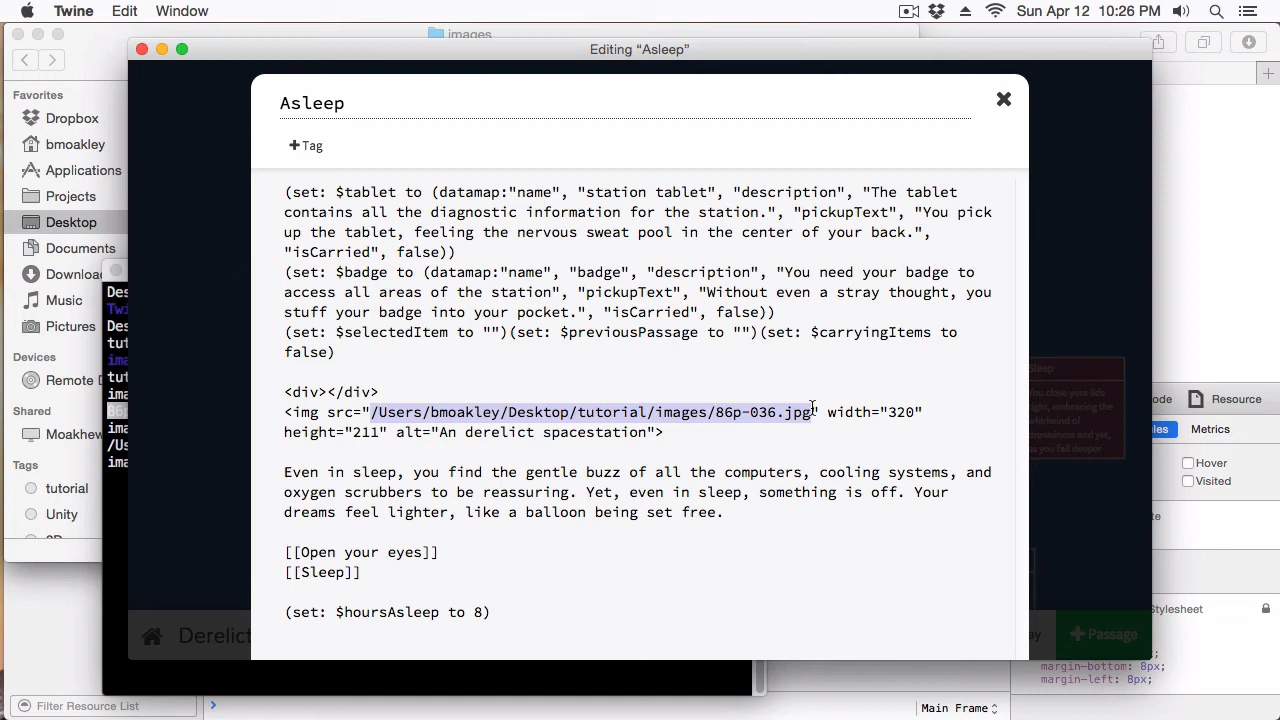 Twine Edit Window Sun Apr 12 10:26 PM
images
Editing “Asleep”
Favorites
Dropbox
bmoakley
Applications
Projects
Desktop
Documents
Music
Pictures
Devices
Remote
Shared
Tags
tutorial
Unity
Filter Resource List
Asleep
+Tag
(set: $tablet to (datamap:"name", "station tablet", "description", "The tablet
contains all the diagnostic information for the station.", "pickupText", "You pick
up the tablet, feeling the nervous sweat pool in the center of your back.",
"isCarried", false))
(set: $badge to (datamap:"name", "badge", "description", "You need your badge to
access all areas of the station", "pickupText", "Without even a stray thought, you
stuff your badge into your pocket.", "isCarried", false))
(set: $selectedItem to "")(set: $previousPassage to "")(set: $carryingItems to
false)
<div></div>
<img src="/Users/bmoakley/Desktop/tutorial/images/86p-036.jpg" width="320"
height="211" alt="An derelict spacestation">
Even in sleep, you find the gentle buzz of all the computers, cooling systems, and
oxygen scrubbers to be reassuring. Yet, even in sleep, something is off. Your
dreams feel lighter, like a balloon being set free.
[[Open your eyes]]
[[Sleep]]
(set: $hoursAsleep to 8)
Derelict
+Passage
Sleep
Resource
Metrics
Hover
Visited
Stylesheet
margin-bottom: 8px;
margin-left: 8px;
Main Frame